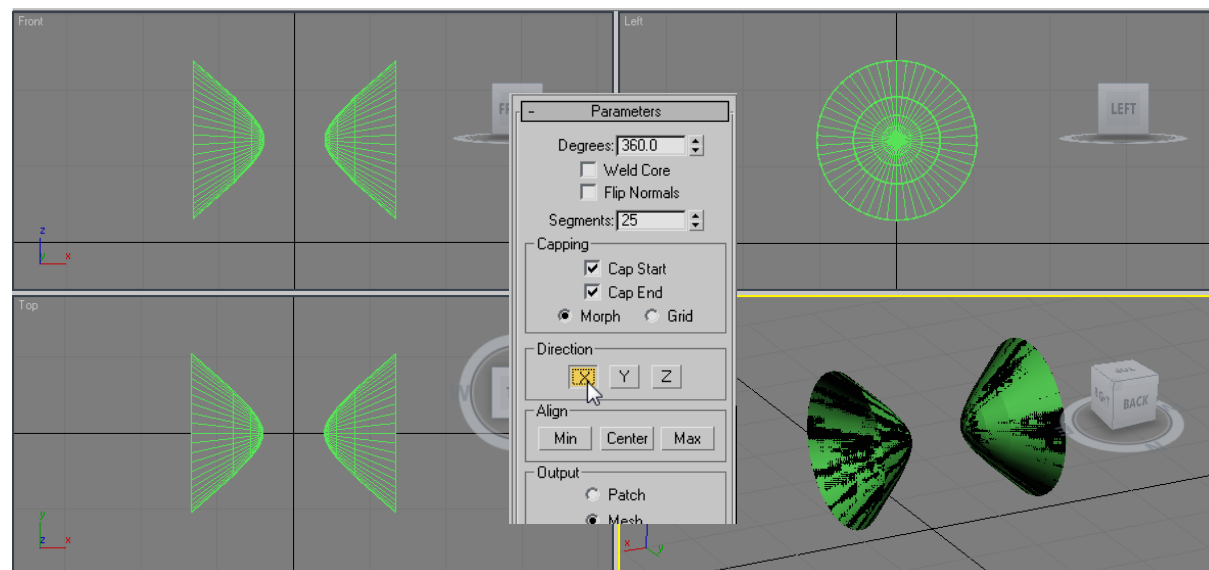 Front
Left
LEFT
- Parameters
Degrees: 360.0
Weld Core
Flip Normals
Segments: 25
Capping
Cap Start
Cap End
Morph Grid
Direction
X Y Z
Align
Min Center Max
Output
Patch
Mesh
z
y x
Top
y
z x
BACK
x y